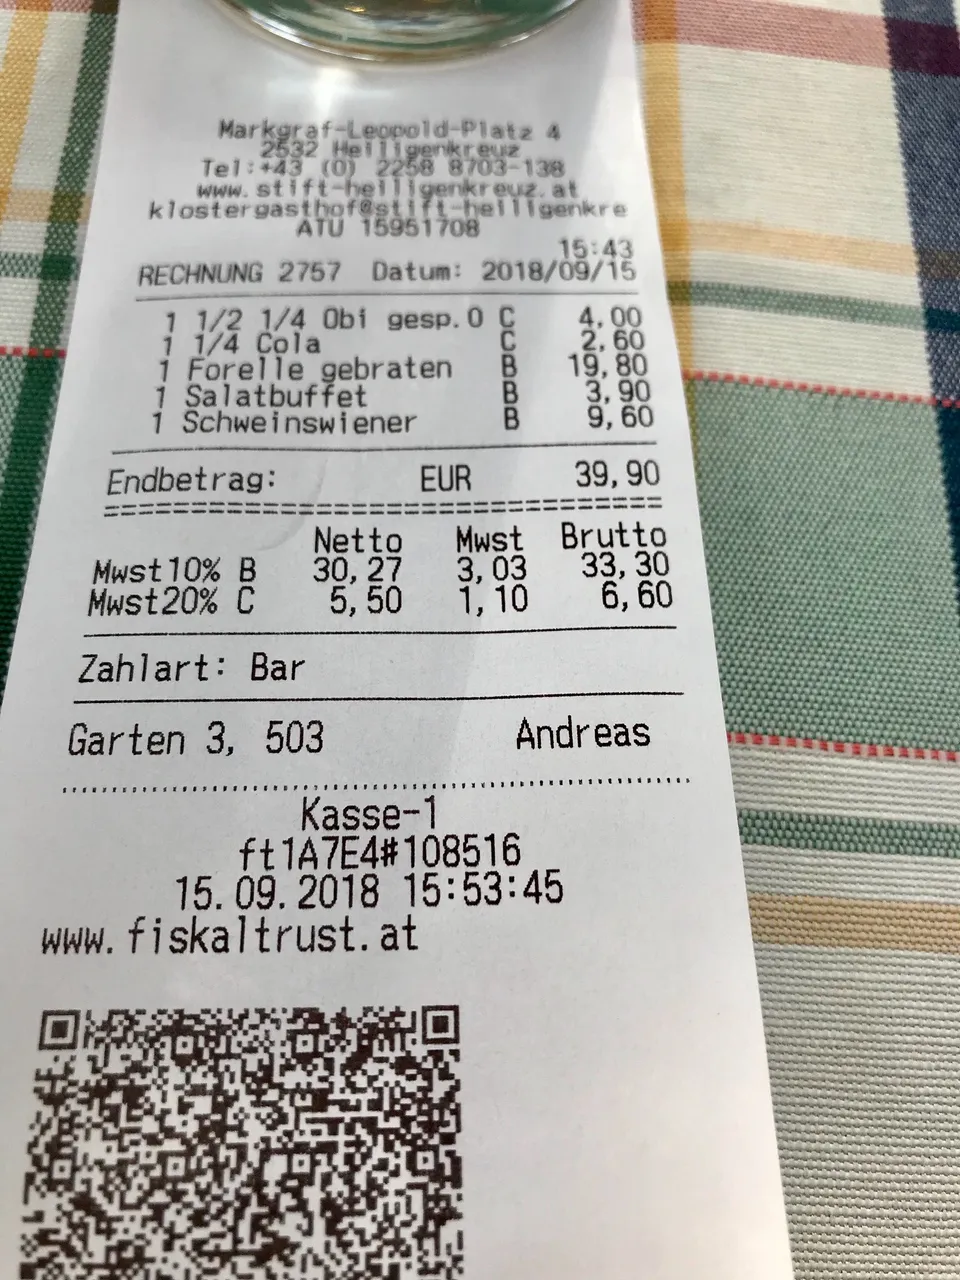 Markgraf-Leopold-Platz 4
2532 Heiligenkreuz
Tel:+43 (0) 2258 8703-138
www.stift-heiligenkreuz.at
klostergasthof@stift-heiligenkre
ATU 15951708
15:43
RECHNUNG 2757 Datum: 2018/09/15
1 1/2 1/4 Obi gesp.O C 4,00
1 1/4 Cola C 2,60
1 Forelle gebraten B 19,80
1 Salatbuffet B 3,90
1 Schweinswiener B 9,60
Endbetrag: EUR 39,90
Netto Mwst Brutto
Mwst10% B 30,27 3,03 33,30
Mwst20% C 5,50 1,10 6,60
Zahlart: Bar
Garten 3, 503 Andreas
Kasse-1
ft1A7E4#108516
15.09.2018 15:53:45
www.fiskaltrust.at